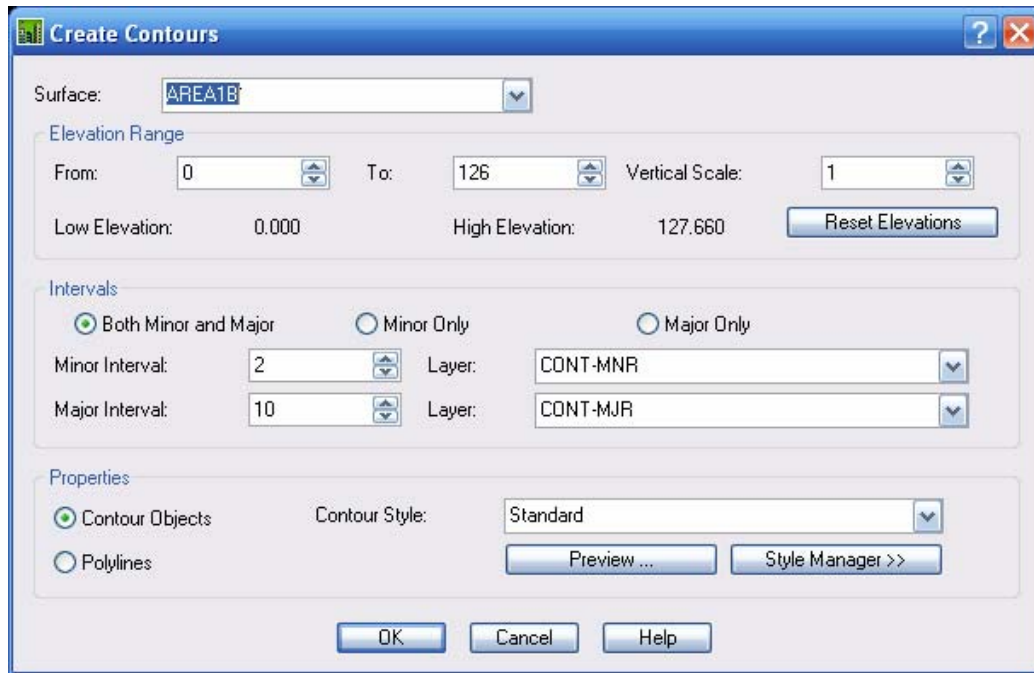 Create Contours
Surface: AREA1B
Elevation Range
From: 0 To: 126 Vertical Scale: 1
Low Elevation: 0.000 High Elevation: 127.660 Reset Elevations
Intervals
Both Minor and Major Minor Only Major Only
Minor Interval: 2 Layer: CONT-MNR
Major Interval: 10 Layer: CONT-MJR
Properties
Contour Objects Contour Style: Standard
Polylines Preview ... Style Manager >>
OK Cancel Help